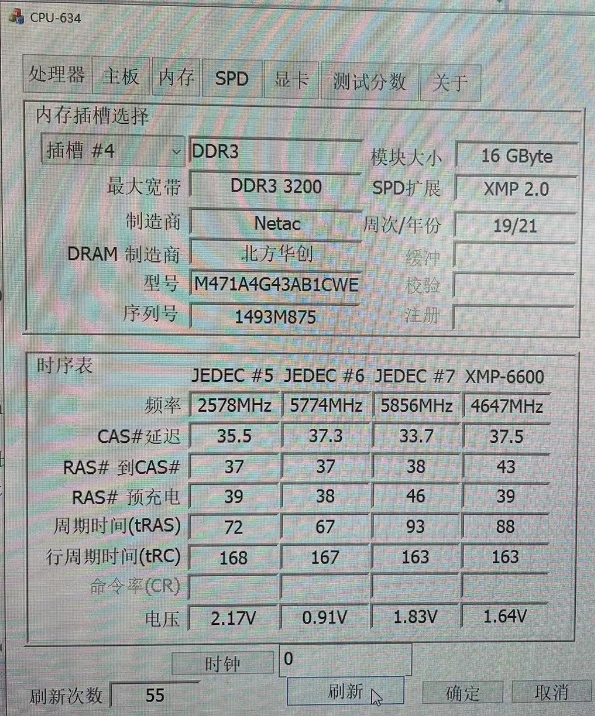 CPU-634
处理器 主板 内存 SPD 显卡 测试分数 关于
内存插槽选择
插槽 #4 DDR3 模块大小 16 GByte
最大宽带 DDR3 3200 SPD扩展 XMP 2.0
制造商 Netac 周次/年份 19/21
DRAM 制造商 北方华创 缓冲
型号 M471A4G43AB1CWE 校验
序列号 1493M875 注册
时序表
JEDEC #5 JEDEC #6 JEDEC #7 XMP-6600
频率 2578MHz 5774MHz 5856MHz 4647MHz
CAS#延迟 35.5 37.3 33.7 37.5
RAS# 到CAS# 37 37 38 43
RAS# 预充电 39 38 46 39
周期时间(tRAS) 72 67 93 88
行周期时间(tRC) 168 167 163 163
命令率(CR)
电压 2.17V 0.91V 1.83V 1.64V
时钟 0
刷新次数 55 刷新 确定 取消